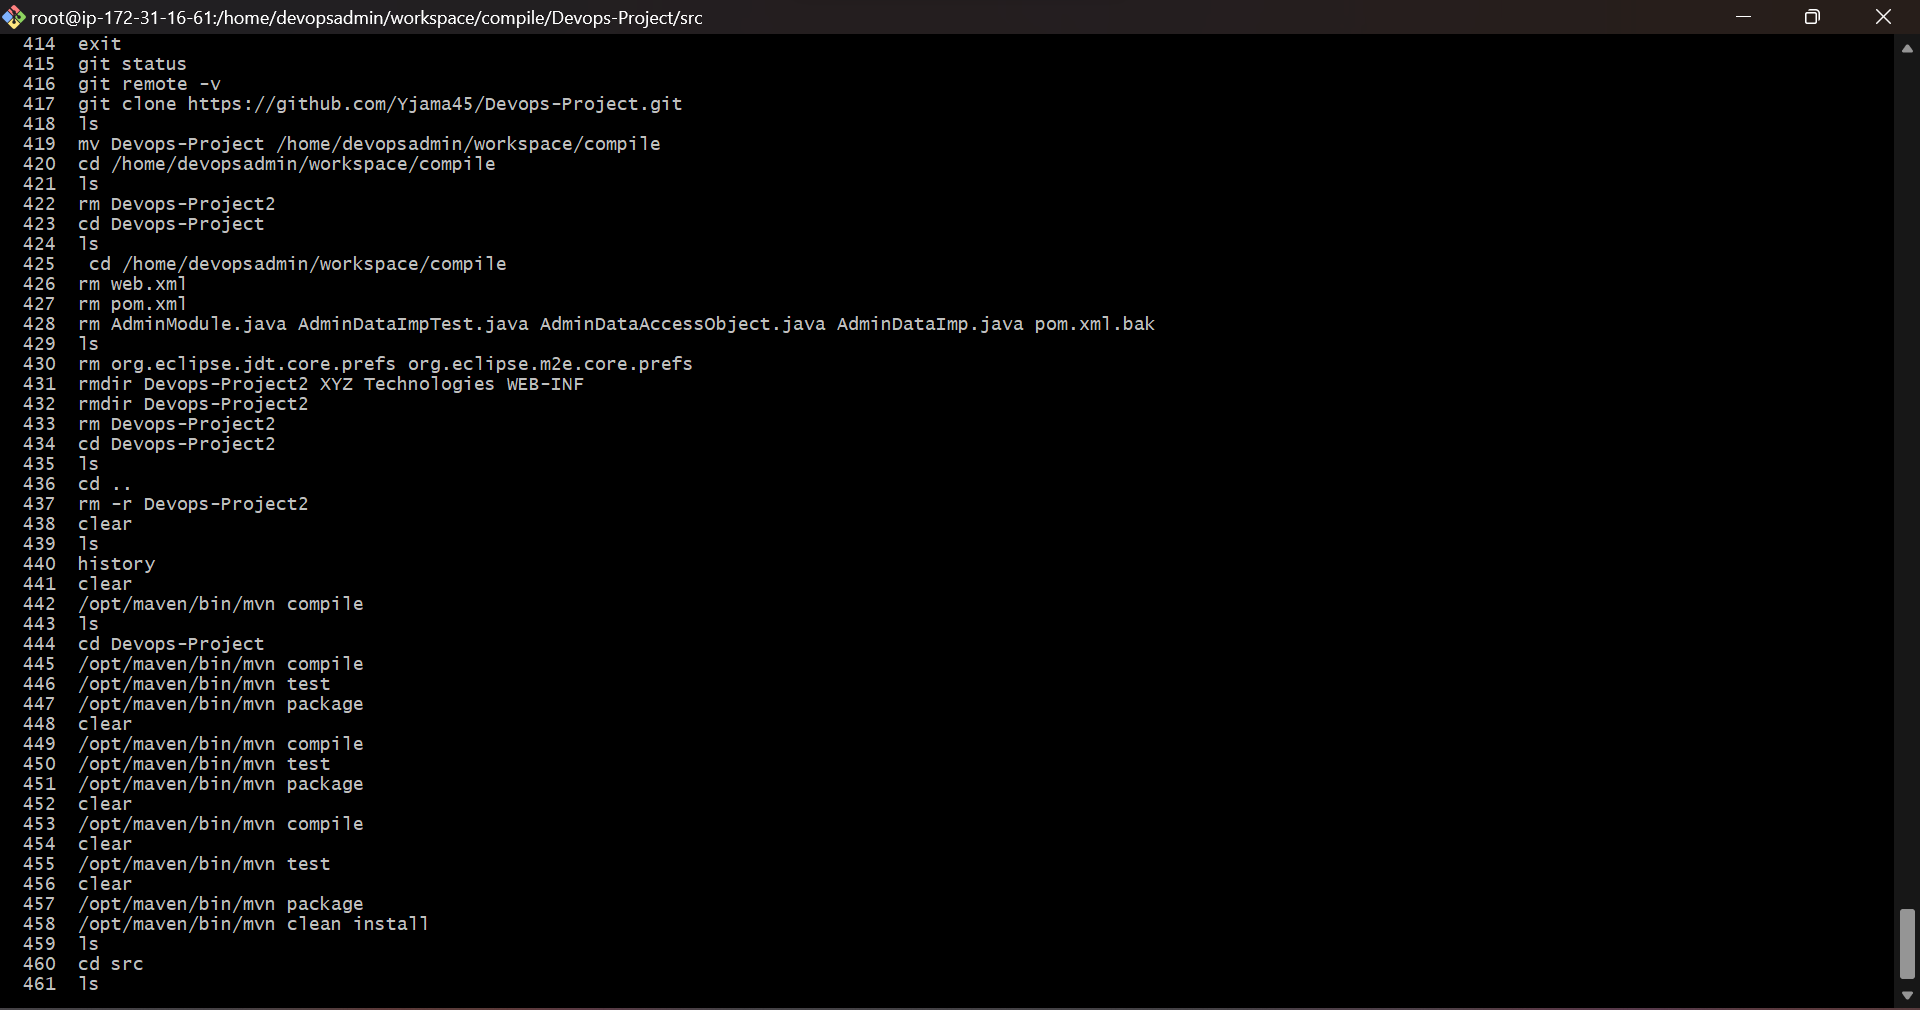 root@ip-172-31-16-61:/home/devopsadmin/workspace/compile/Devops-Project/src
414 exit
415 git status
416 git remote -v
417 git clone https://github.com/Yjama45/Devops-Project.git
418 ls
419 mv Devops-Project /home/devopsadmin/workspace/compile
420 cd /home/devopsadmin/workspace/compile
421 ls
422 rm Devops-Project2
423 cd Devops-Project
424 ls
425  cd /home/devopsadmin/workspace/compile
426 rm web.xml
427 rm pom.xml
428 rm AdminModule.java AdminDataImpTest.java AdminDataAccessObject.java AdminDataImp.java pom.xml.bak
429 ls
430 rm org.eclipse.jdt.core.prefs org.eclipse.m2e.core.prefs
431 rmdir Devops-Project2 XYZ Technologies WEB-INF
432 rmdir Devops-Project2
433 rm Devops-Project2
434 cd Devops-Project2
435 ls
436 cd ..
437 rm -r Devops-Project2
438 clear
439 ls
440 history
441 clear
442 /opt/maven/bin/mvn compile
443 ls
444 cd Devops-Project
445 /opt/maven/bin/mvn compile
446 /opt/maven/bin/mvn test
447 /opt/maven/bin/mvn package
448 clear
449 /opt/maven/bin/mvn compile
450 /opt/maven/bin/mvn test
451 /opt/maven/bin/mvn package
452 clear
453 /opt/maven/bin/mvn compile
454 clear
455 /opt/maven/bin/mvn test
456 clear
457 /opt/maven/bin/mvn package
458 /opt/maven/bin/mvn clean install
459 ls
460 cd src
461 ls